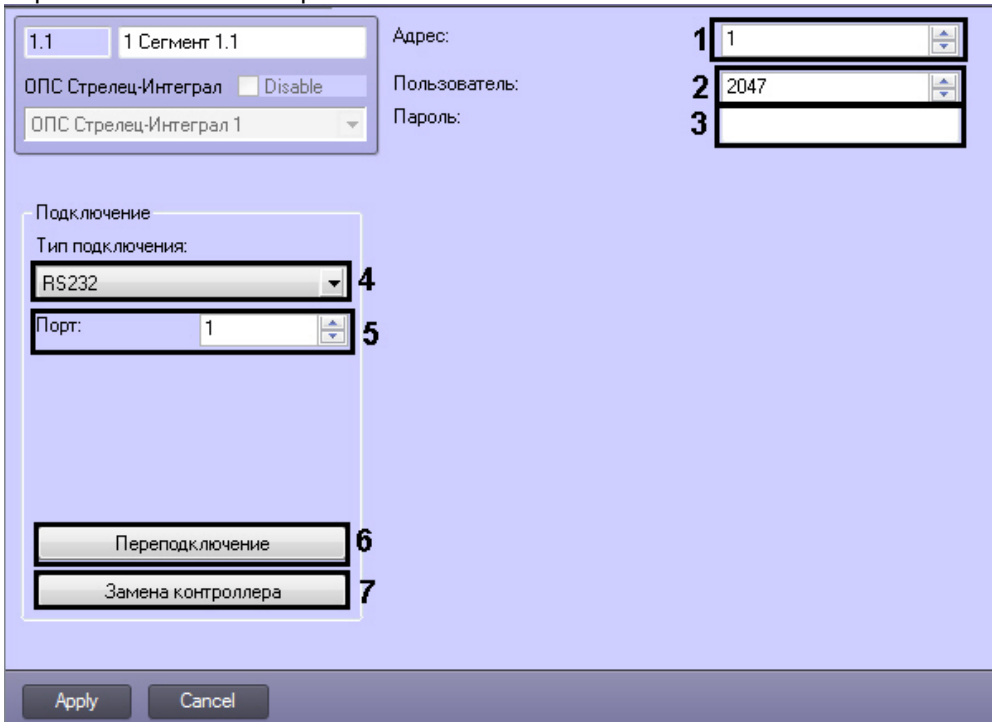 1.1 1 Сегмент 1.1
ОПС Стрелец-Интеграл Disable
ОПС Стрелец-Интеграл 1
Адрес: 1 1
Пользователь: 2 2047
Пароль: 3
Подключение
Тип подключения:
RS232 4
Порт: 1 5
Переподключение 6
Замена контроллера 7
Apply Cancel